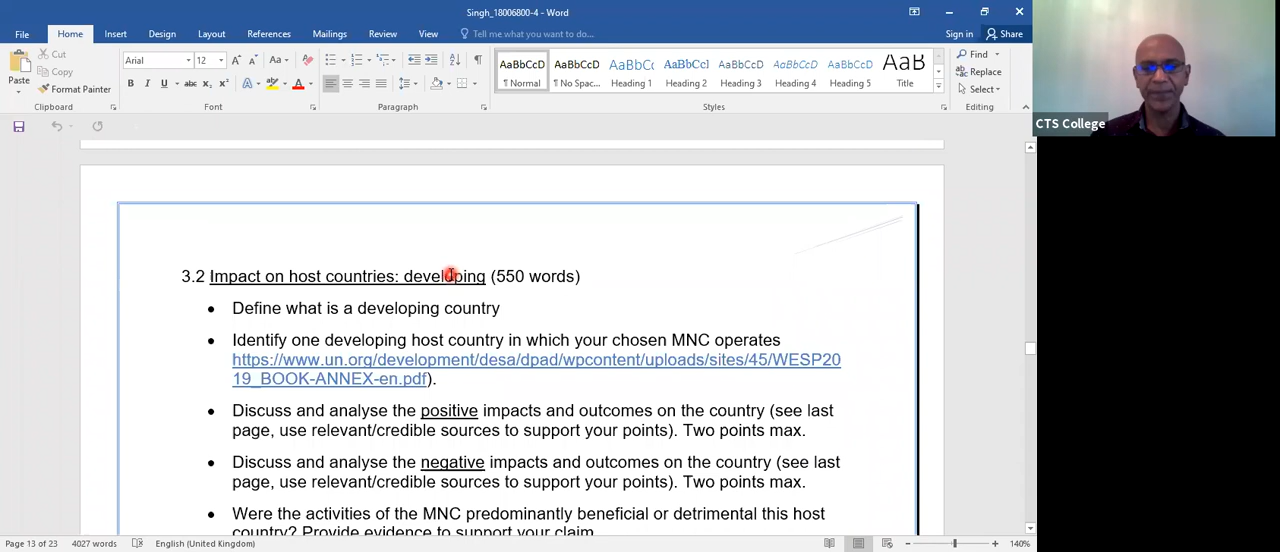 Singh_18006800-4 - Word
File Home Insert Design Layout References Mailings Review View Tell me what you want to do... Sign in Share
Paste
Cut
Copy
Format Painter
Clipboard
Arial 12
Font
Paragraph
AaBbCcD AaBbCcD AaBbCc AaBbCcI AaBbCcD AaBbCcD AaBbCcD AaB
¶ Normal ¶ No Spac... Heading 1 Heading 2 Heading 3 Heading 4 Heading 5 Title
Styles
Find
Replace
Select
Editing
CTS College
3.2 Impact on host countries: developing (550 words)
• Define what is a developing country
• Identify one developing host country in which your chosen MNC operates
https://www.un.org/development/desa/dpad/wpcontent/uploads/sites/45/WESP20
19_BOOK-ANNEX-en.pdf).
• Discuss and analyse the positive impacts and outcomes on the country (see last
page, use relevant/credible sources to support your points). Two points max.
• Discuss and analyse the negative impacts and outcomes on the country (see last
page, use relevant/credible sources to support your points). Two points max.
• Were the activities of the MNC predominantly beneficial or detrimental this host
country? Provide evidence to support your claim
Page 13 of 23 4027 words English (United Kingdom) 140%